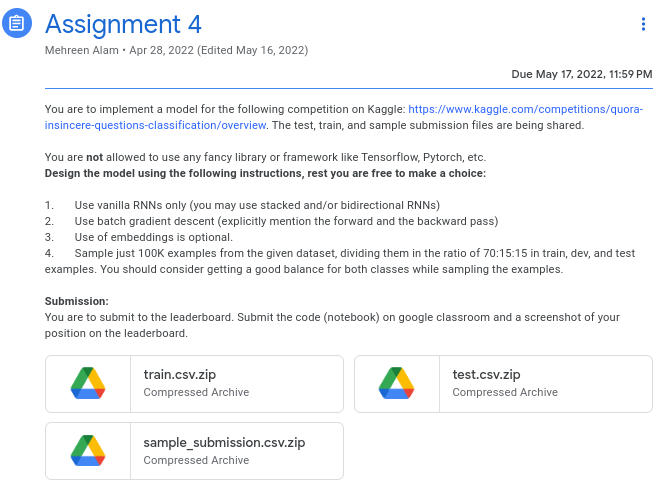 Assignment 4
Mehreen Alam • Apr 28, 2022 (Edited May 16, 2022)
Due May 17, 2022, 11:59 PM
You are to implement a model for the following competition on Kaggle: https://www.kaggle.com/competitions/quora-
insincere-questions-classification/overview. The test, train, and sample submission files are being shared.
You are not allowed to use any fancy library or framework like Tensorflow, Pytorch, etc.
Design the model using the following instructions, rest you are free to make a choice:
1. Use vanilla RNNs only (you may use stacked and/or bidirectional RNNs)
2. Use batch gradient descent (explicitly mention the forward and the backward pass)
3. Use of embeddings is optional.
4. Sample just 100K examples from the given dataset, dividing them in the ratio of 70:15:15 in train, dev, and test
examples. You should consider getting a good balance for both classes while sampling the examples.
Submission:
You are to submit to the leaderboard. Submit the code (notebook) on google classroom and a screenshot of your
position on the leaderboard.
train.csv.zip
Compressed Archive
test.csv.zip
Compressed Archive
sample_submission.csv.zip
Compressed Archive